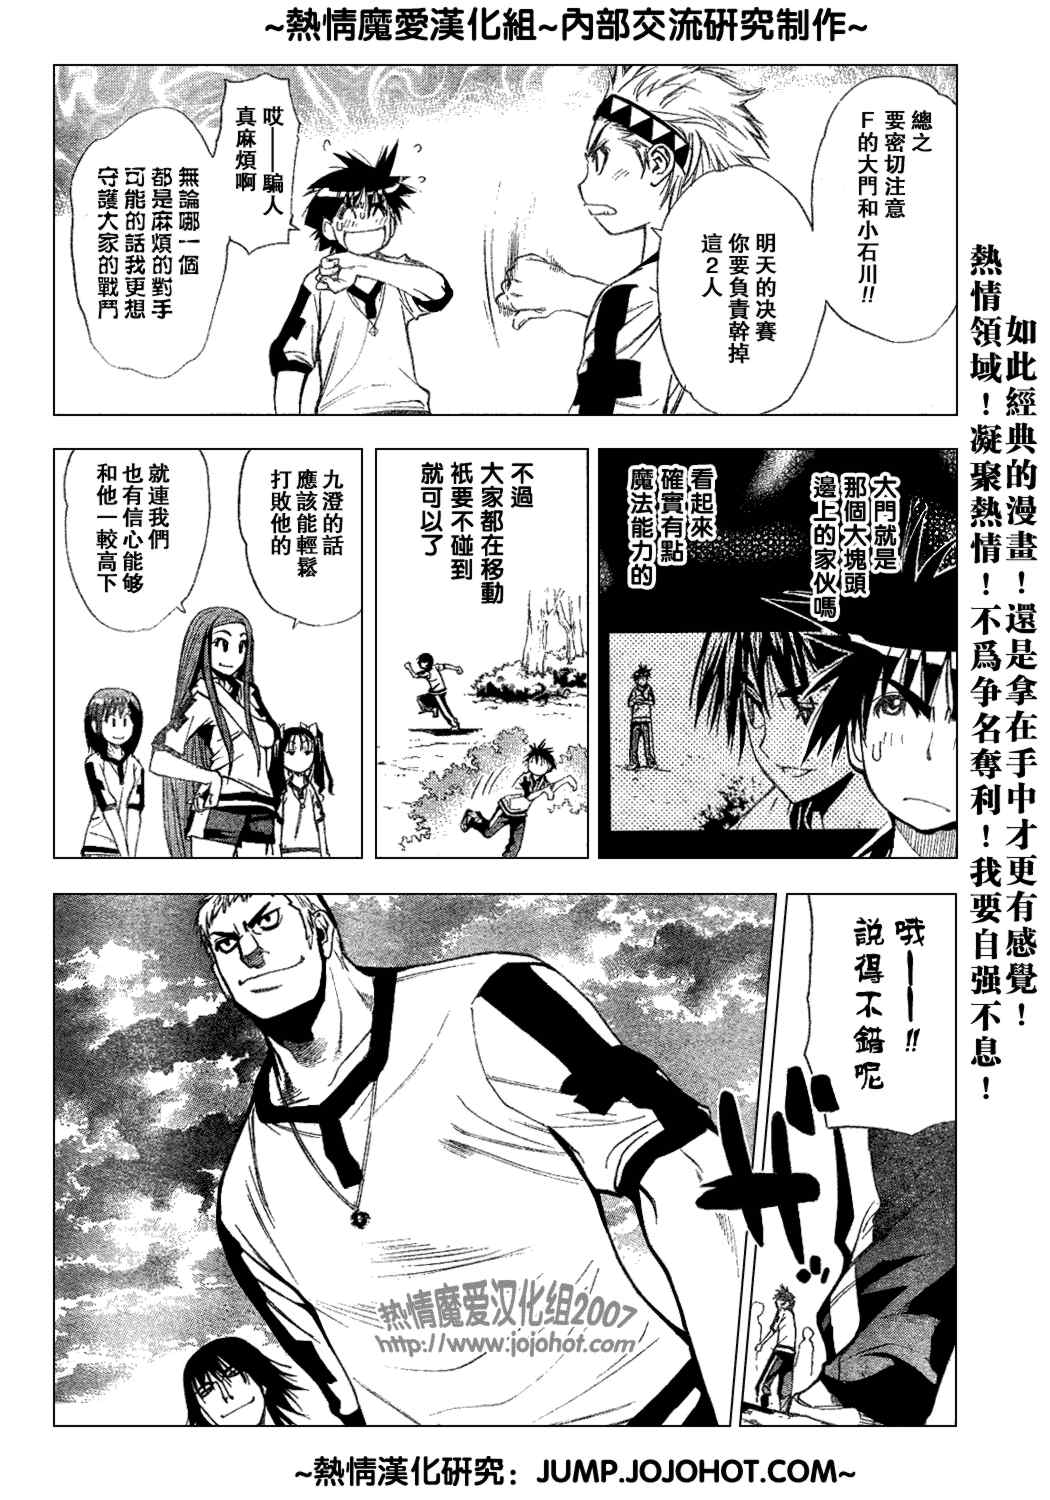 ~熱情魔愛漢化組~內部交流研究制作~
總之
要密切注意
F的大門和小石川!!
明天的決賽
你要負責幹掉
這2人
哎——騙人
真麻煩啊
無論哪一個
都是麻煩的對手
可能的話我更想
守護大家的戰鬥
大門就是
那個大塊頭
邊上的家伙嗎
看起來
確實有點
魔法能力的
不過
大家都在移動
祇要不碰到
就可以了
九澄的話
應該能輕鬆
打敗他的
就連我們
也有信心能够
和他一較高下
哦——!!
說得不錯呢
ドガ
熱情魔爱汉化组2007
http://www.jojohot.com
如此經典的漫畫！還是拿在手中才更有感覺！
熱情領域！凝聚熱情！不爲争名奪利！我要自强不息！
~熱情漢化研究：JUMP.JOJOHOT.COM~